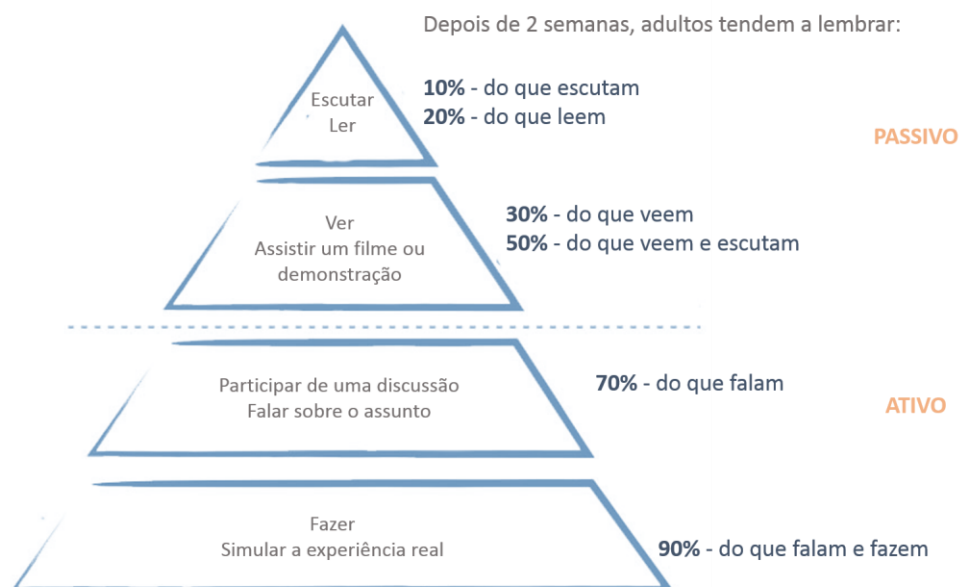 Depois de 2 semanas, adultos tendem a lembrar:
Escutar
Ler
10% - do que escutam
20% - do que leem
PASSIVO
Ver
Assistir um filme ou
demonstração
30% - do que veem
50% - do que veem e escutam
Participar de uma discussão
Falar sobre o assunto
70% - do que falam
ATIVO
Fazer
Simular a experiência real
90% - do que falam e fazem